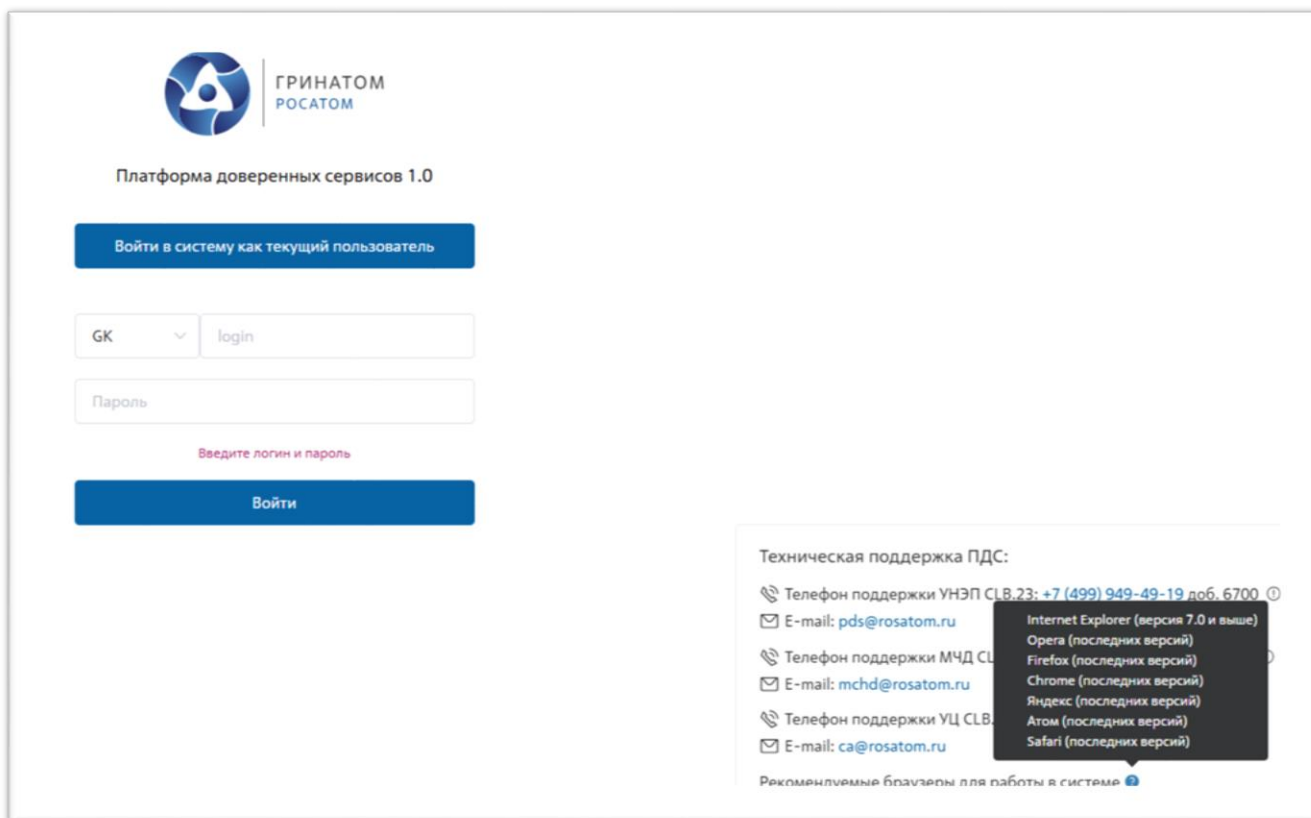 ГРИНАТОМ
РОСАТОМ
Платформа доверенных сервисов 1.0
Войти в систему как текущий пользователь
GK login
Пароль
Введите логин и пароль
Войти
Техническая поддержка ПДС:
Телефон поддержки УНЭП CLB.23: +7 (499) 949-49-19 доб. 6700
E-mail: pds@rosatom.ru
Телефон поддержки МЧД CL
E-mail: mchd@rosatom.ru
Телефон поддержки УЦ CLB.
E-mail: ca@rosatom.ru
Internet Explorer (версия 7.0 и выше)
Opera (последних версий)
Firefox (последних версий)
Chrome (последних версий)
Яндекс (последних версий)
Атом (последних версий)
Safari (последних версий)
Рекомендуемые браузеры для работы в системе ?